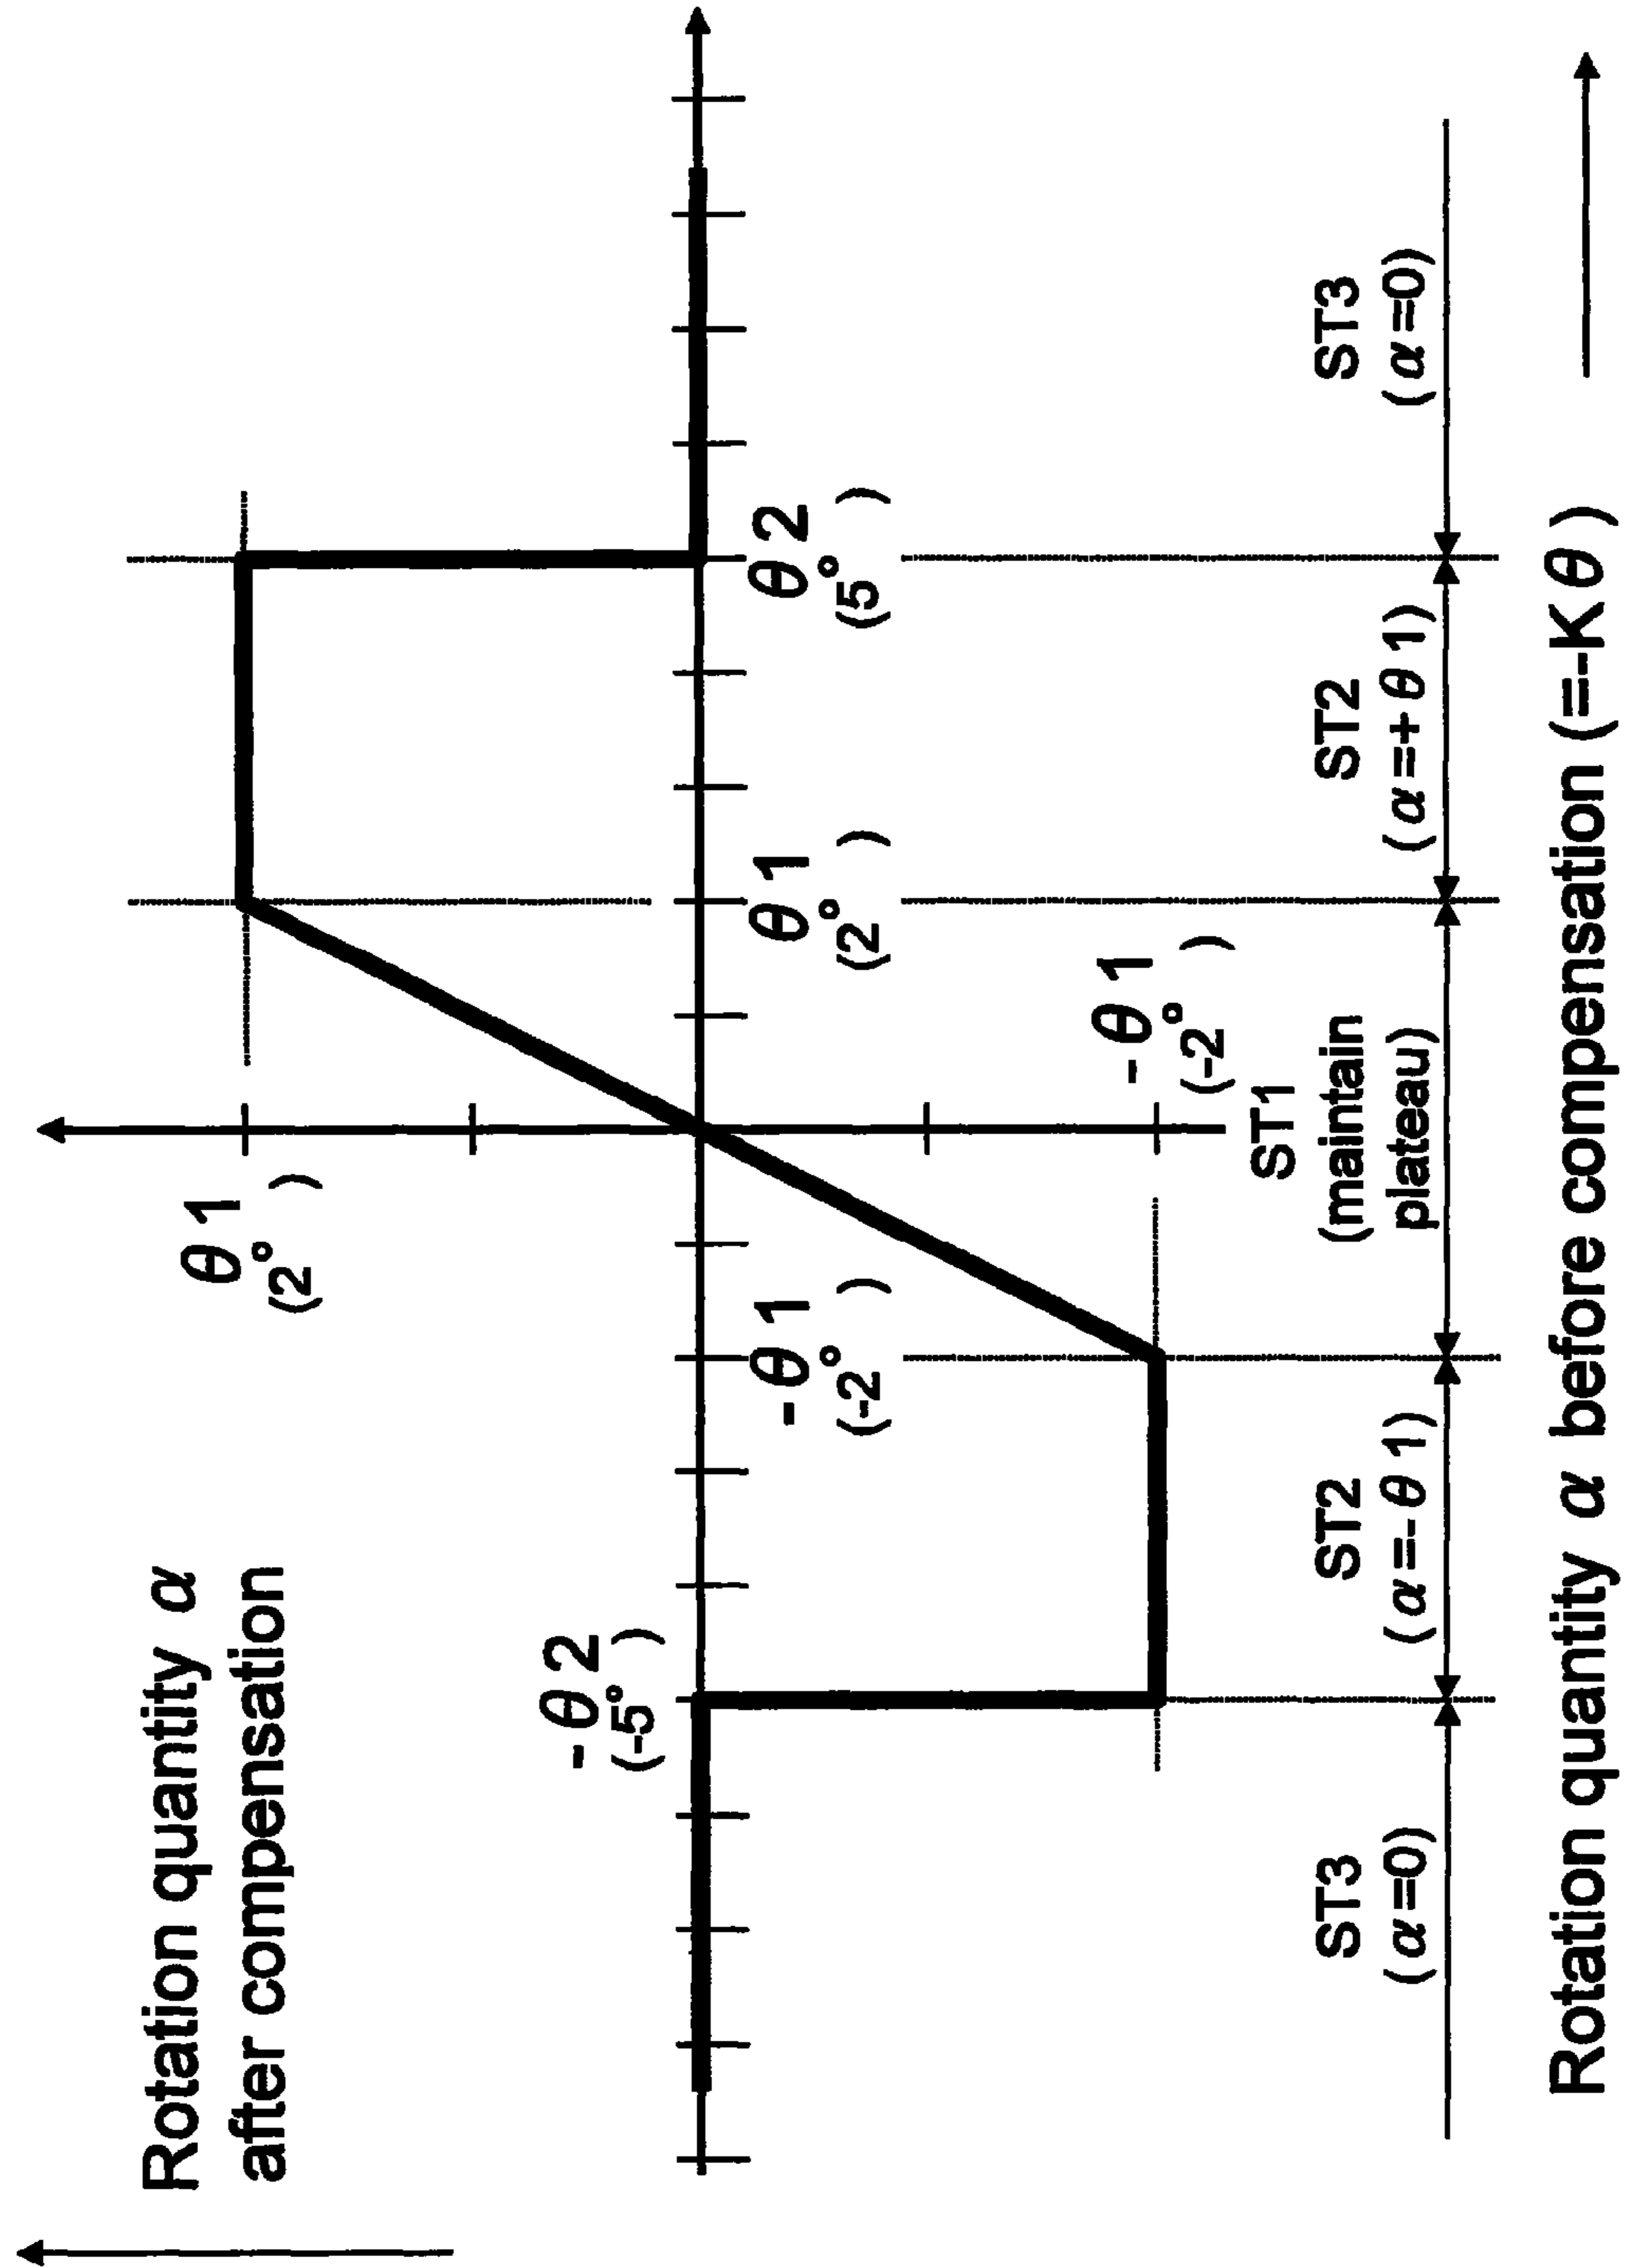 Rotation quantity α
after compensation
θ1
(2°)
-θ2
(-5°)
-θ1
(-2°)
θ1
(2°)
θ2
(5°)
-θ1
(-2°)
ST3
(α=0)
ST2
(α=-θ1)
ST1
(maintain
plateau)
ST2
(α=+θ1)
ST3
(α=0)
Rotation quantity α before compensation (=-Kθ)